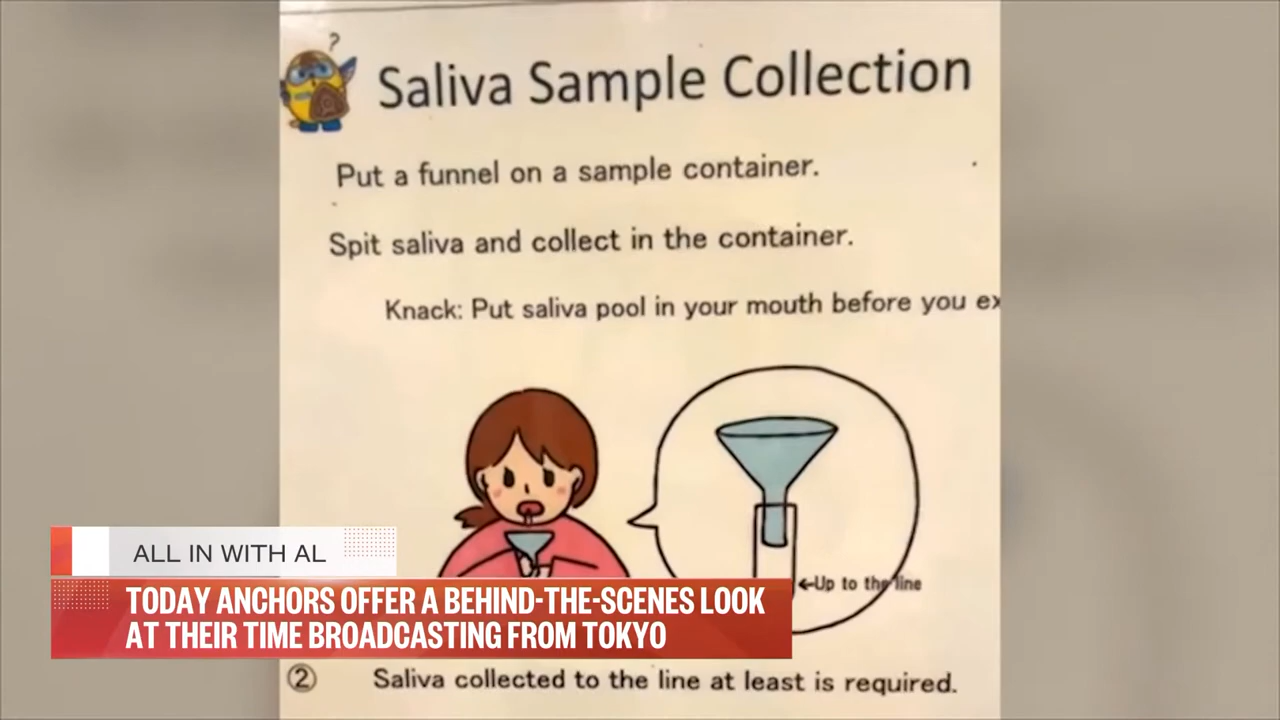 ?
Saliva Sample Collection
Put a funnel on a sample container.
Spit saliva and collect in the container.
Knack: Put saliva pool in your mouth before you ex
←Up to the line
ALL IN WITH AL
TODAY ANCHORS OFFER A BEHIND-THE-SCENES LOOK
AT THEIR TIME BROADCASTING FROM TOKYO
② Saliva collected to the line at least is required.